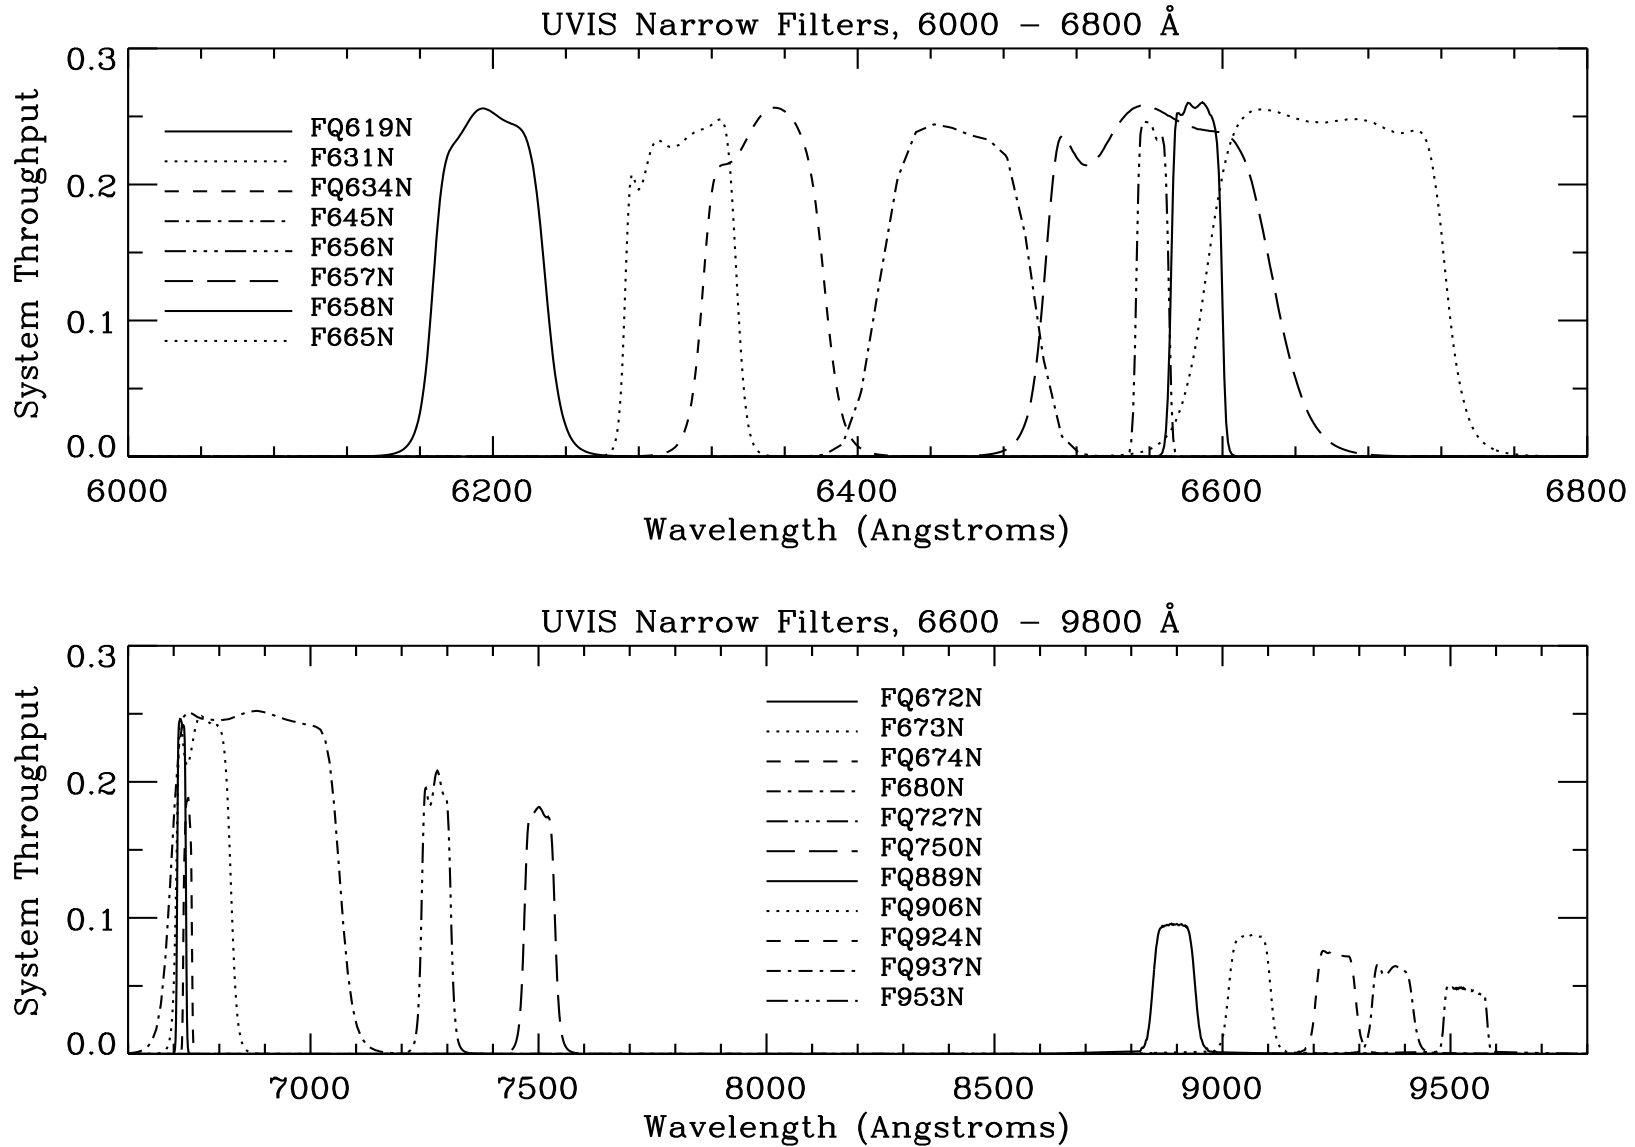 UVIS Narrow Filters, 6000 – 6800 Å
System Throughput
0.3
0.2
0.1
0.0
FQ619N
F631N
FQ634N
F645N
F656N
F657N
F658N
F665N
6000 6200 6400 6600 6800
Wavelength (Angstroms)
UVIS Narrow Filters, 6600 – 9800 Å
System Throughput
0.3
0.2
0.1
0.0
FQ672N
F673N
FQ674N
F680N
FQ727N
FQ750N
FQ889N
FQ906N
FQ924N
FQ937N
F953N
7000 7500 8000 8500 9000 9500
Wavelength (Angstroms)